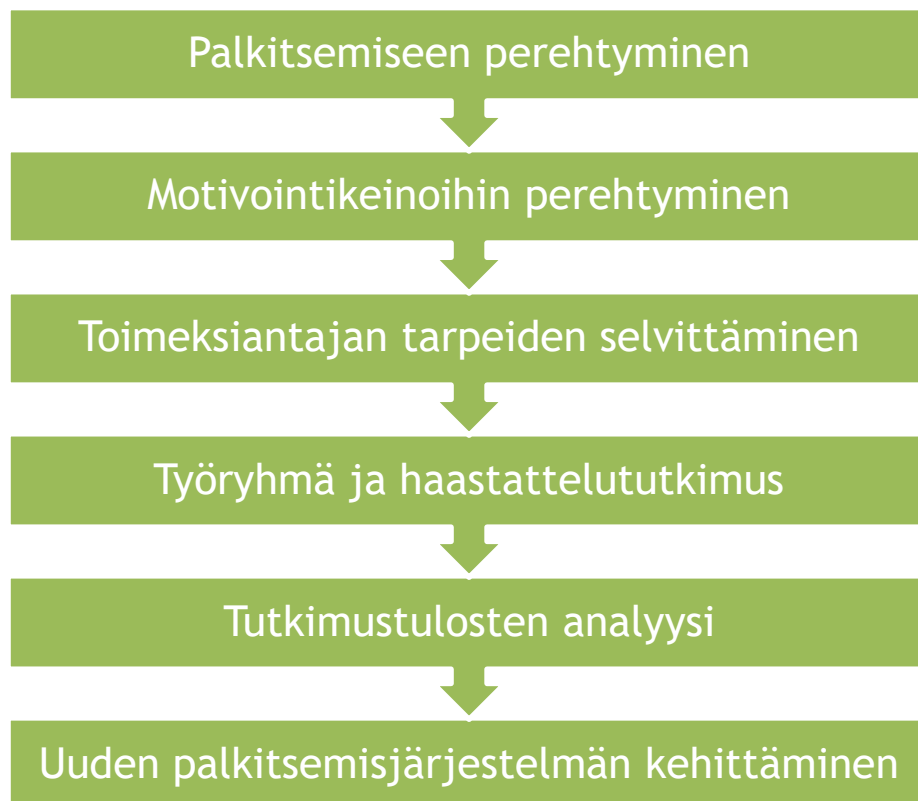 Palkitsemiseen perehtyminen
Motivointikeinoihin perehtyminen
Toimeksiantajan tarpeiden selvittäminen
Työryhmä ja haastattelututkimus
Tutkimustulosten analyysi
Uuden palkitsemisjärjestelmän kehittäminen